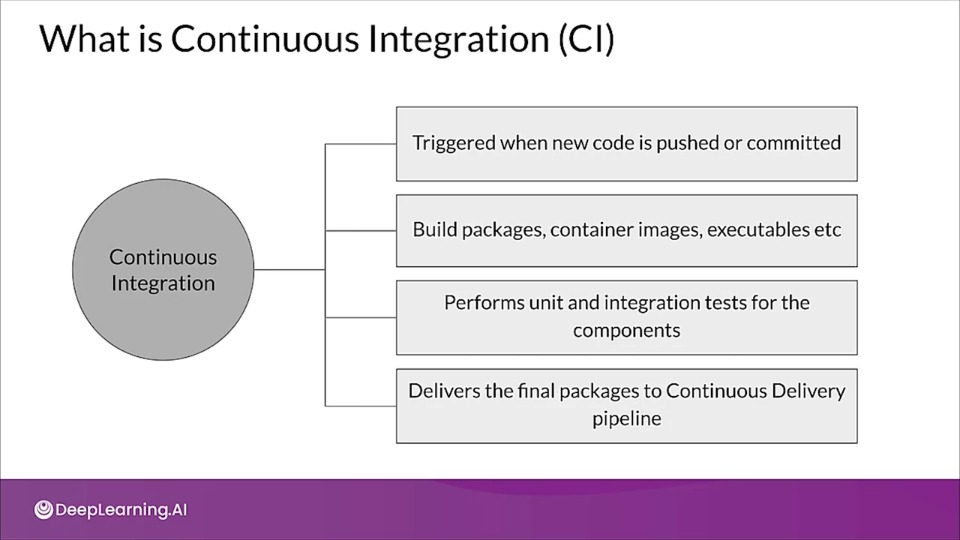 What is Continuous Integration (CI)
Continuous
Integration
Triggered when new code is pushed or committed
Build packages, container images, executables etc
Performs unit and integration tests for the
components
Delivers the final packages to Continuous Delivery
pipeline
DeepLearning.AI